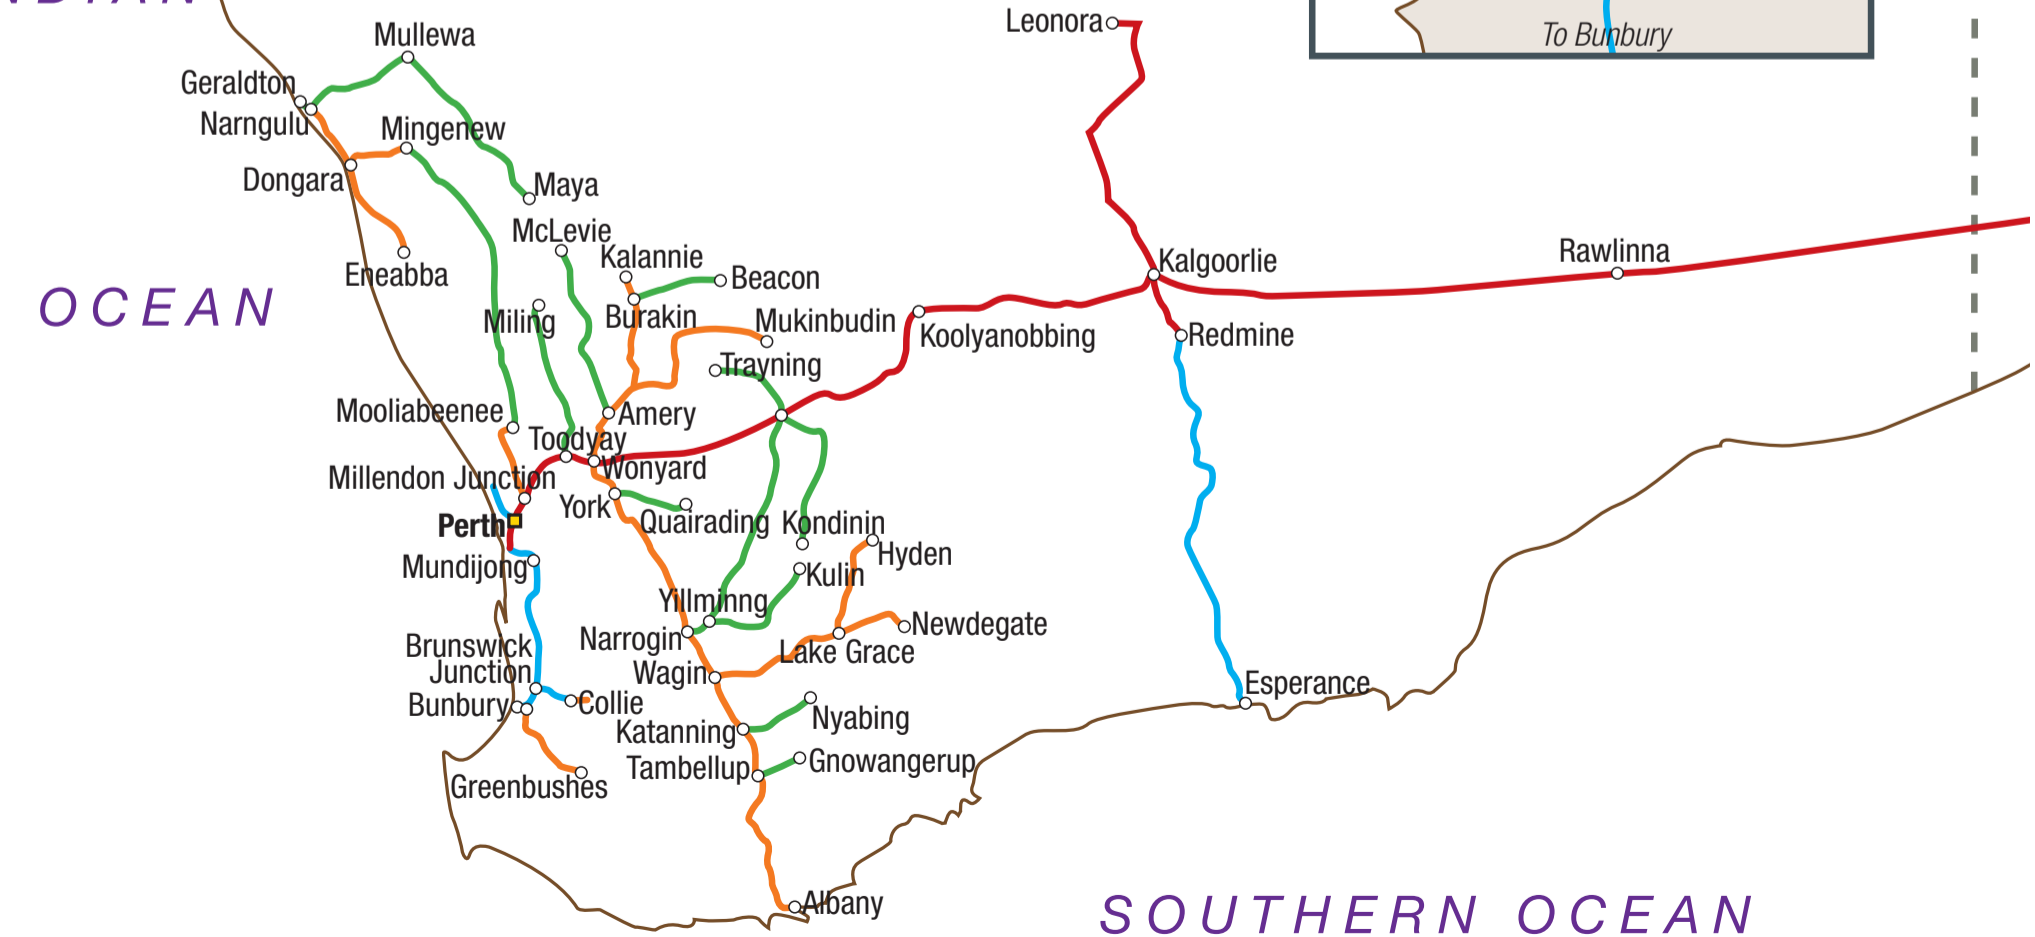 Leonora
To Bunbury
Mullewa
Geraldton
Narngulu
Mingenew
Dongara
Maya
McLevie
Kalannie
Eneabba
Beacon
Kalgoorlie
Rawlinna
OCEAN
Miling
Burakin
Mukinbudin
Koolyanobbing
Redmine
Trayning
Mooliabeenee
Amery
Toodyay
Wonyard
Millendon Junction
York
Quairading
Kondinin
Perth
Hyden
Mundijong
Kulin
Yillminng
Newdegate
Narrogin
Lake Grace
Brunswick
Junction
Wagin
Esperance
Bunbury
Collie
Nyabing
Katanning
Tambellup
Gnowangerup
Greenbushes
Albany
SOUTHERN OCEAN